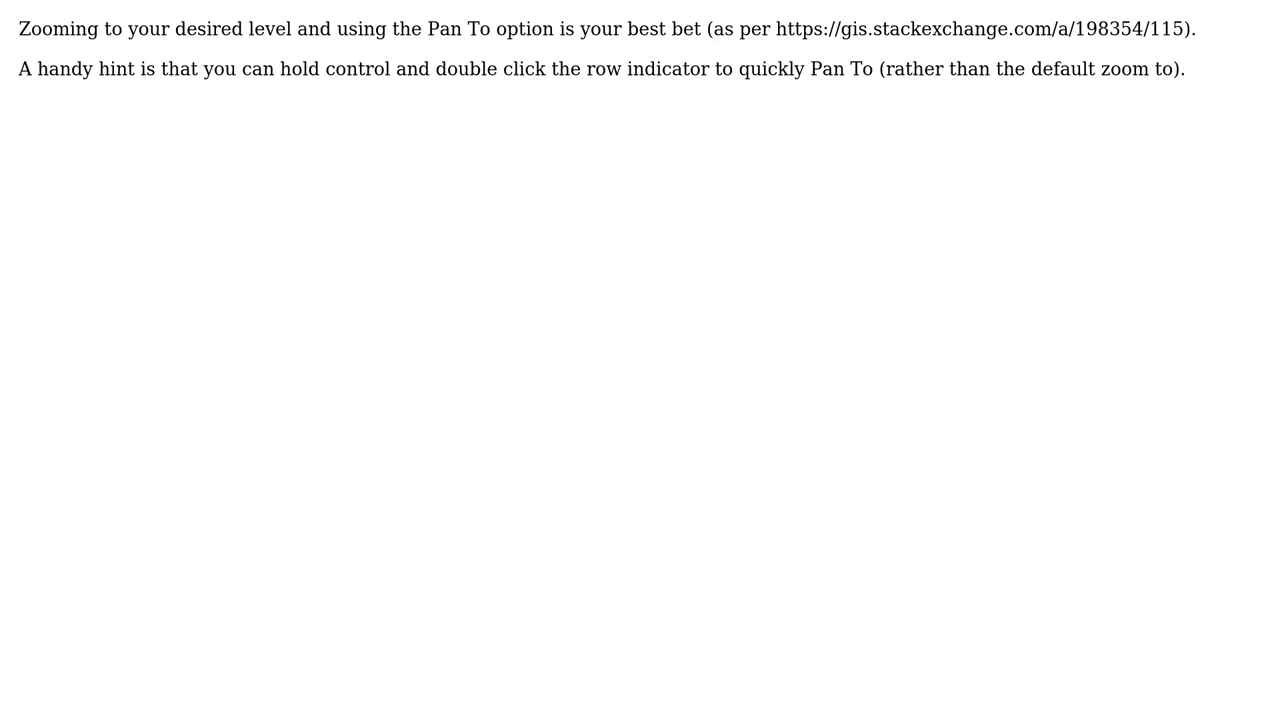 Zooming to your desired level and using the Pan To option is your best bet (as per https://gis.stackexchange.com/a/198354/115).
A handy hint is that you can hold control and double click the row indicator to quickly Pan To (rather than the default zoom to).